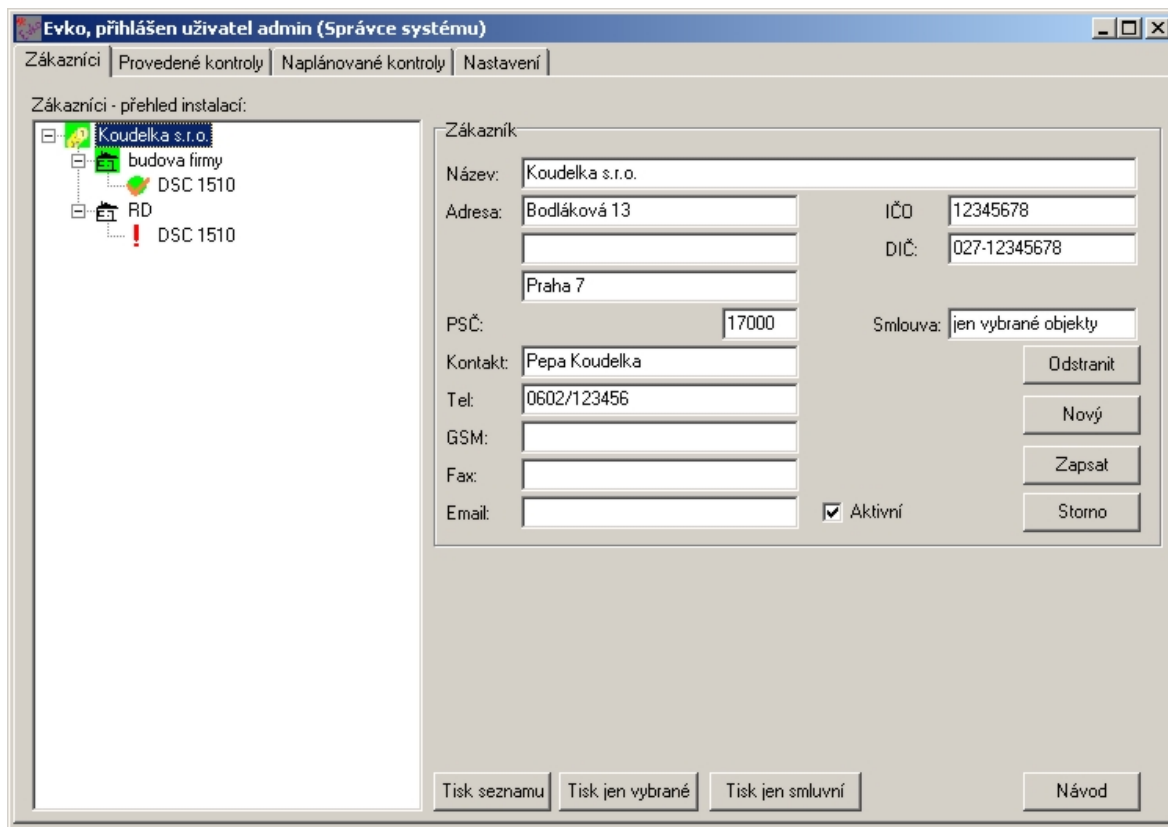 Evko, přihlášen uživatel admin (Správce systému)
Zákazníci Provedené kontroly Naplánované kontroly Nastavení
Zákazníci - přehled instalací:
Koudelka s.r.o.
budova firmy
DSC 1510
RD
DSC 1510
Zákazník
Název: Koudelka s.r.o.
Adresa: Bodláková 13 IČO 12345678
DIČ: 027-12345678
Praha 7
PSČ: 17000 Smlouva: jen vybrané objekty
Kontakt: Pepa Koudelka Odstranit
Tel: 0602/123456 Nový
GSM:
Fax: Zapsat
Email: Aktivní Storno
Tisk seznamu Tisk jen vybrané Tisk jen smluvní Návod